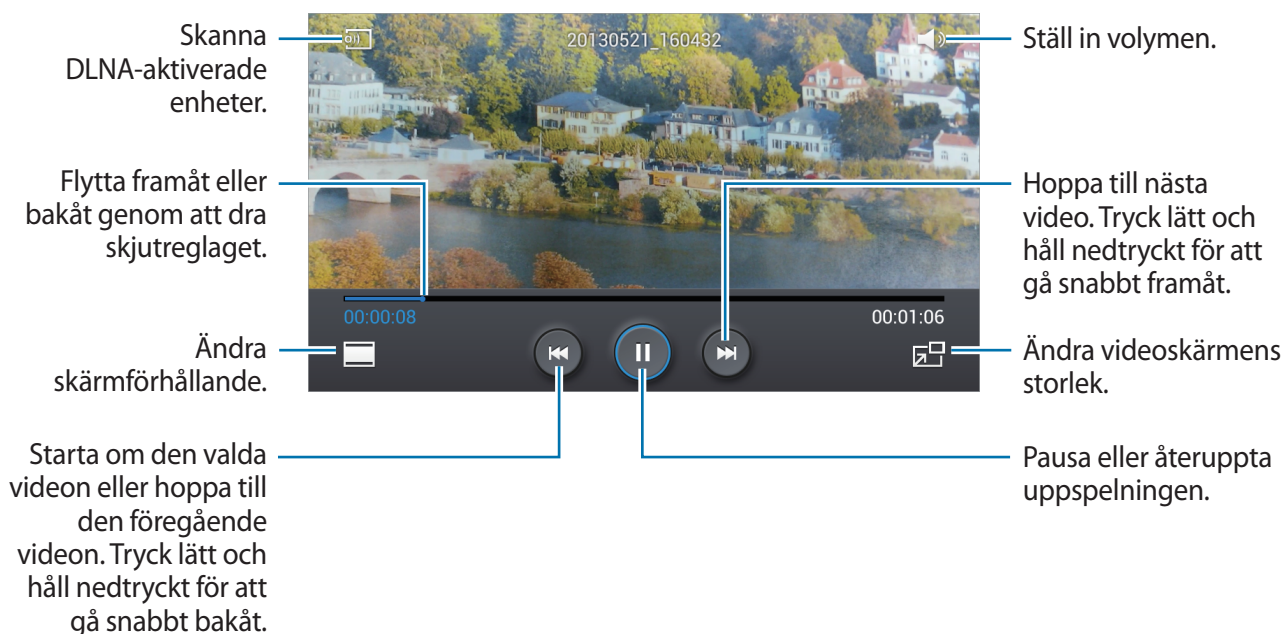 Skanna
DLNA-aktiverade
enheter.
20130521_160432
Ställ in volymen.
Flytta framåt eller
bakåt genom att dra
skjutreglaget.
Hoppa till nästa
video. Tryck lätt och
håll nedtryckt för att
gå snabbt framåt.
00:00:08
00:01:06
Ändra
skärmförhållande.
Ändra videoskärmens
storlek.
Starta om den valda
videon eller hoppa till
den föregående
videon. Tryck lätt och
håll nedtryckt för att
gå snabbt bakåt.
Pausa eller återuppta
uppspelningen.